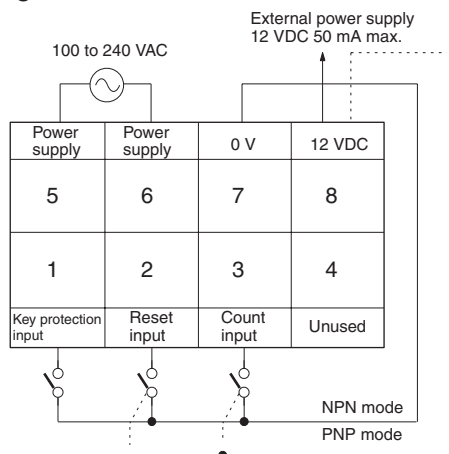 External power supply
12 VDC 50 mA max.
100 to 240 VAC
Power supply
Power supply
0 V
12 VDC
5
6
7
8
1
2
3
4
Key protection input
Reset input
Count input
Unused
NPN mode
PNP mode